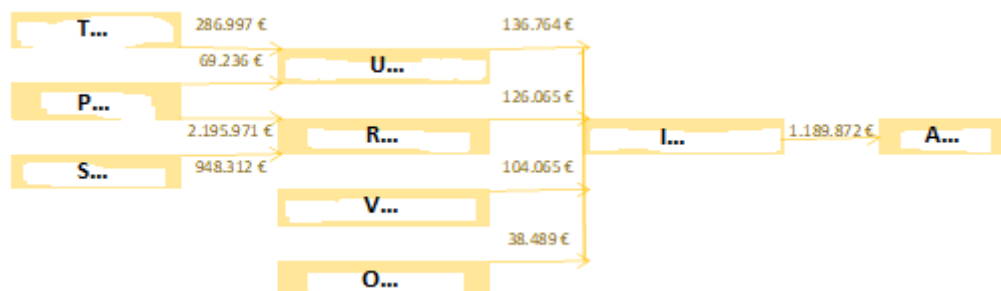 T...
286.997 €
136.764 €
69.236 €
U...
P...
126.065 €
2.195.971 €
R...
I...
1.189.872 €
A...
S...
948.312 €
104.065 €
V...
38.489 €
O...